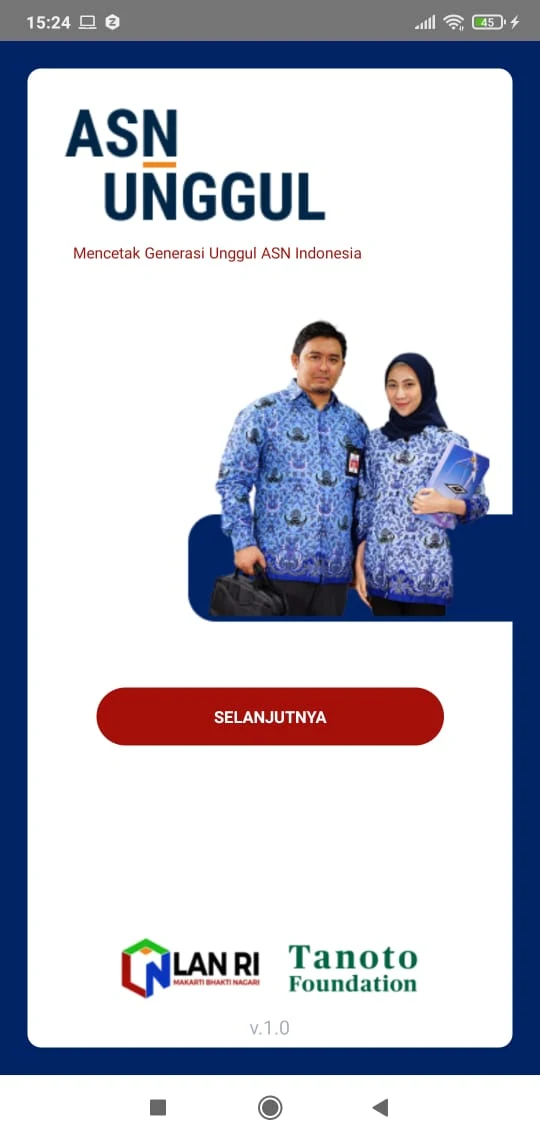 15:24
45
ASN
UNGGUL
Mencetak Generasi Unggul ASN Indonesia
SELANJUTNYA
LAN RI
MAKARTI BHAKTI NAGARI
Tanoto
Foundation
v.1.0